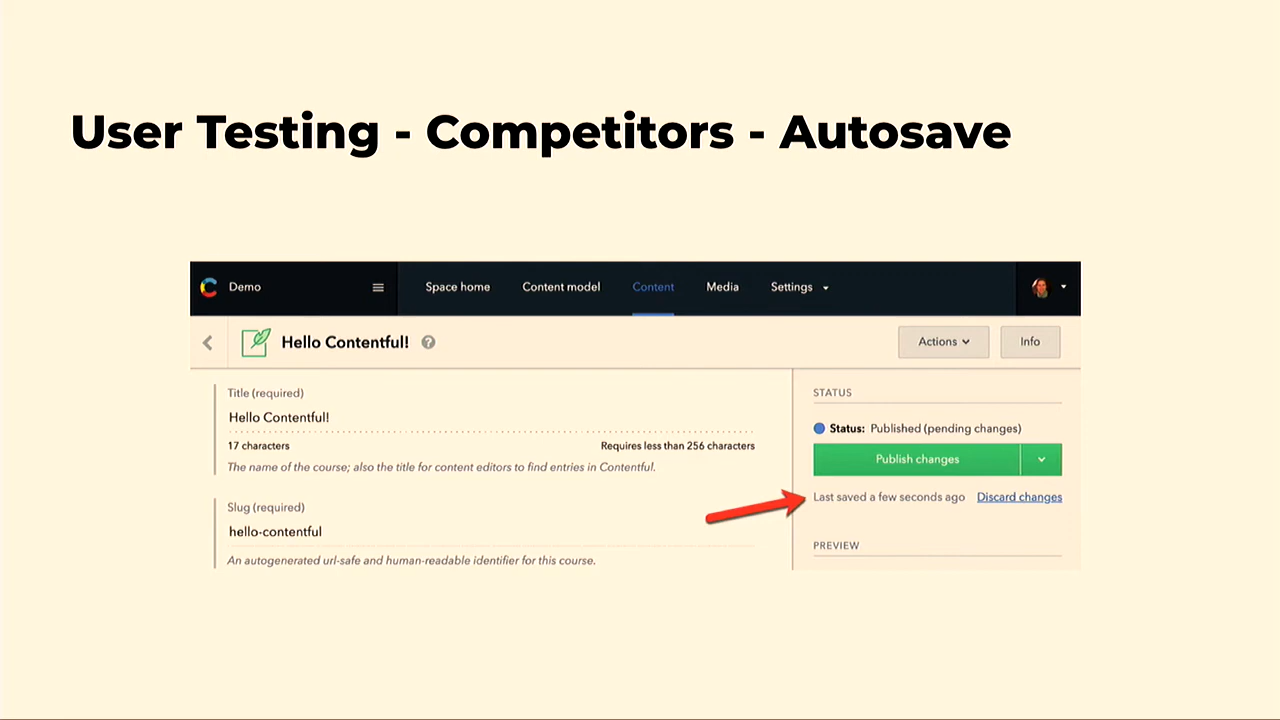 User Testing - Competitors - Autosave
Demo
Space home
Content model
Content
Media
Settings
Hello Contentful!
?
Actions
Info
Title (required)
Hello Contentful!
17 characters
Requires less than 256 characters
The name of the course; also the title for content editors to find entries in Contentful.
Slug (required)
hello-contentful
An autogenerated url-safe and human-readable identifier for this course.
STATUS
Status: Published (pending changes)
Publish changes
Last saved a few seconds ago Discard changes
PREVIEW